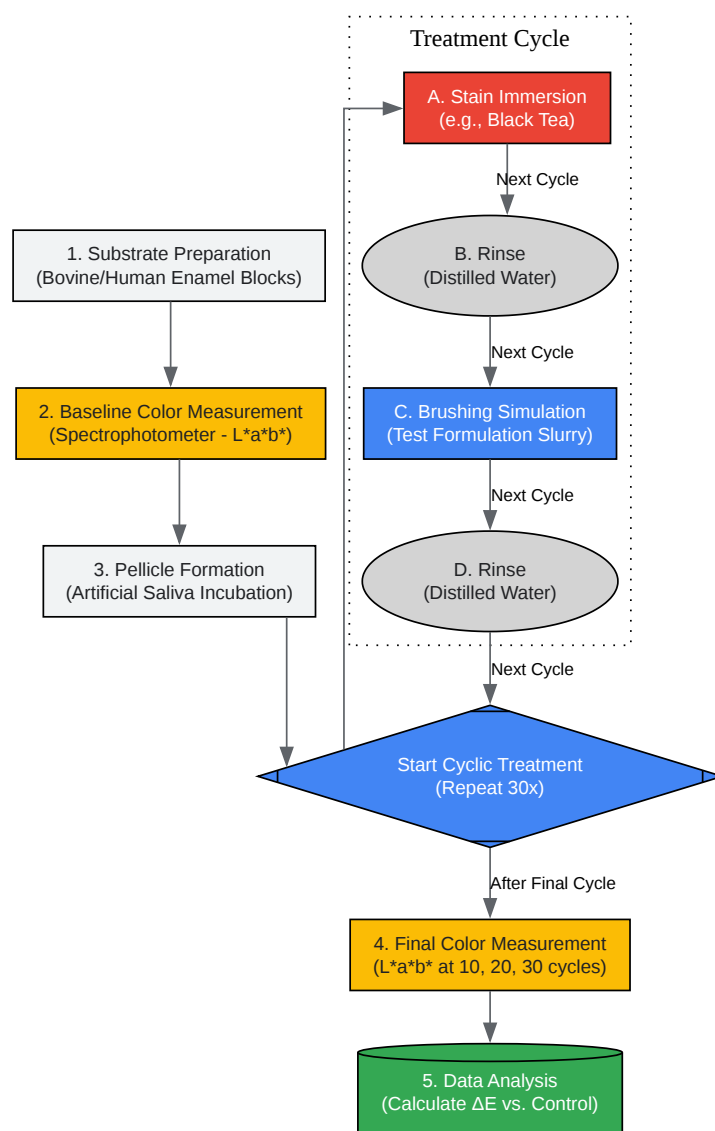 Treatment Cycle
A. Stain Immersion
(e.g., Black Tea)
Next Cycle
1. Substrate Preparation
(Bovine/Human Enamel Blocks)
B. Rinse
(Distilled Water)
Next Cycle
2. Baseline Color Measurement
(Spectrophotometer - L*a*b*)
C. Brushing Simulation
(Test Formulation Slurry)
Next Cycle
3. Pellicle Formation
(Artificial Saliva Incubation)
D. Rinse
(Distilled Water)
Next Cycle
Start Cyclic Treatment
(Repeat 30x)
After Final Cycle
4. Final Color Measurement
(L*a*b* at 10, 20, 30 cycles)
5. Data Analysis
(Calculate ΔE vs. Control)